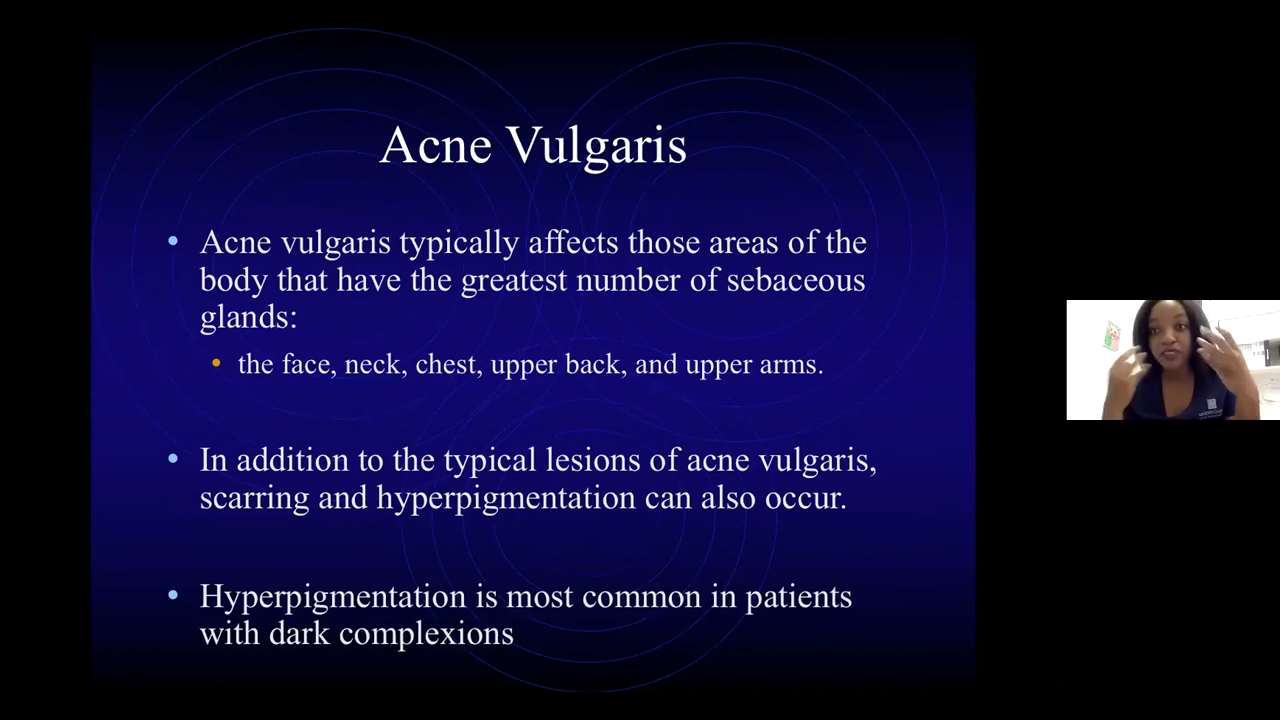 Acne Vulgaris
• Acne vulgaris typically affects those areas of the
body that have the greatest number of sebaceous
glands:
• the face, neck, chest, upper back, and upper arms.
• In addition to the typical lesions of acne vulgaris,
scarring and hyperpigmentation can also occur.
• Hyperpigmentation is most common in patients
with dark complexions